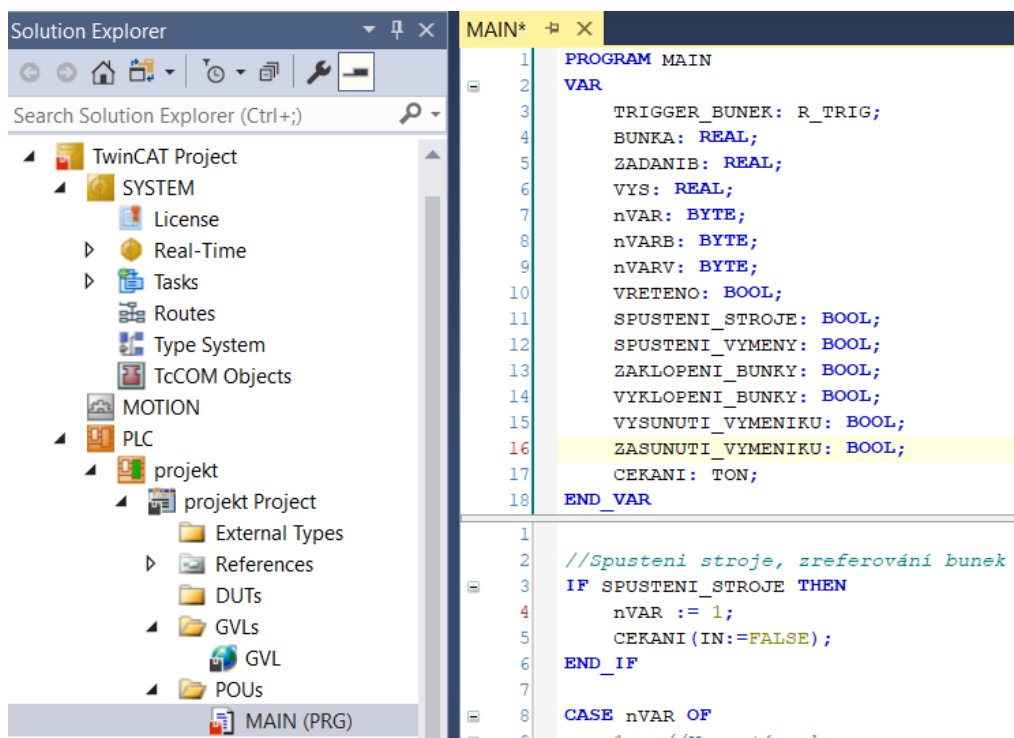 Solution Explorer
Search Solution Explorer (Ctrl+;)
TwinCAT Project
SYSTEM
License
Real-Time
Tasks
Routes
Type System
TcCOM Objects
MOTION
PLC
projekt
projekt Project
External Types
References
DUTs
GVLs
GVL
POUs
MAIN (PRG)
MAIN*
1 PROGRAM MAIN
2 VAR
3 TRIGGER_BUNEK: R_TRIG;
4 BUNKA: REAL;
5 ZADANIB: REAL;
6 VYS: REAL;
7 nVAR: BYTE;
8 nVARB: BYTE;
9 nVARV: BYTE;
10 VRETENO: BOOL;
11 SPUSTENI_STROJE: BOOL;
12 SPUSTENI_VYMENY: BOOL;
13 ZAKLOPENI_BUNKY: BOOL;
14 VYKLOPENI_BUNKY: BOOL;
15 VYSUNUTI_VYMENIKU: BOOL;
16 ZASUNUTI_VYMENIKU: BOOL;
17 CEKANI: TON;
18 END_VAR
1
2 //Spusteni stroje, zreferování bunek
3 IF SPUSTENI_STROJE THEN
4 nVAR := 1;
5 CEKANI(IN:=FALSE);
6 END_IF
7
8 CASE nVAR OF